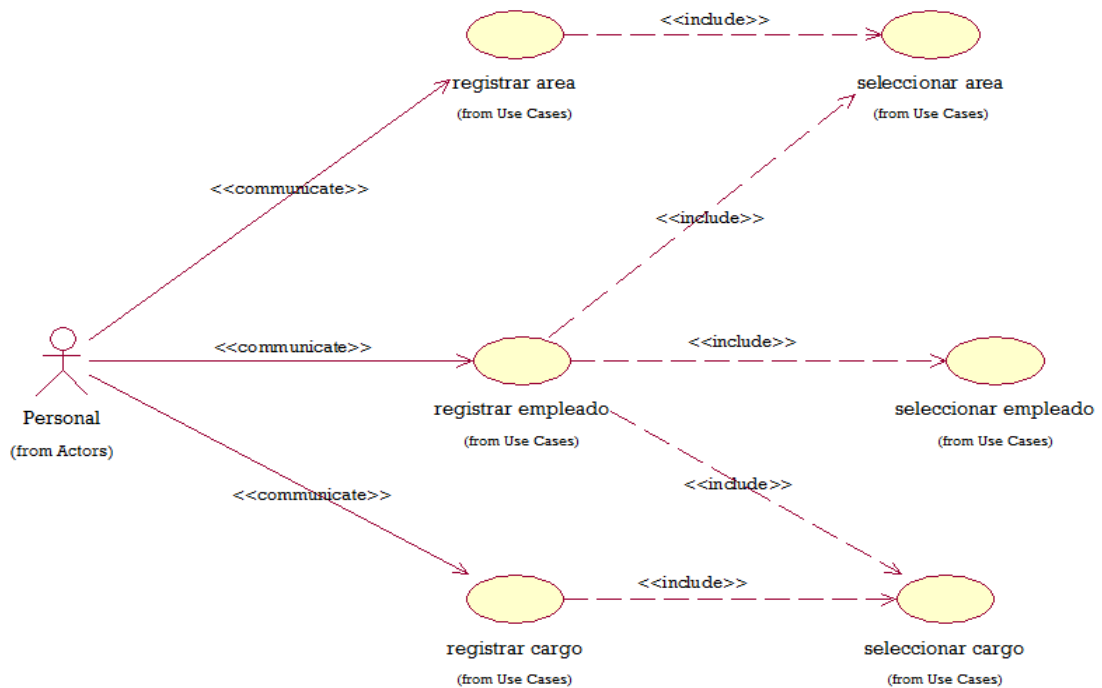 <<include>>
registrar area
(from Use Cases)
seleccionar area
(from Use Cases)
<<communicate>>
<<include>>
<<communicate>>
<<include>>
Personal
(from Actors)
registrar empleado
(from Use Cases)
seleccionar empleado
(from Use Cases)
<<communicate>>
<<include>>
<<include>>
registrar cargo
(from Use Cases)
seleccionar cargo
(from Use Cases)